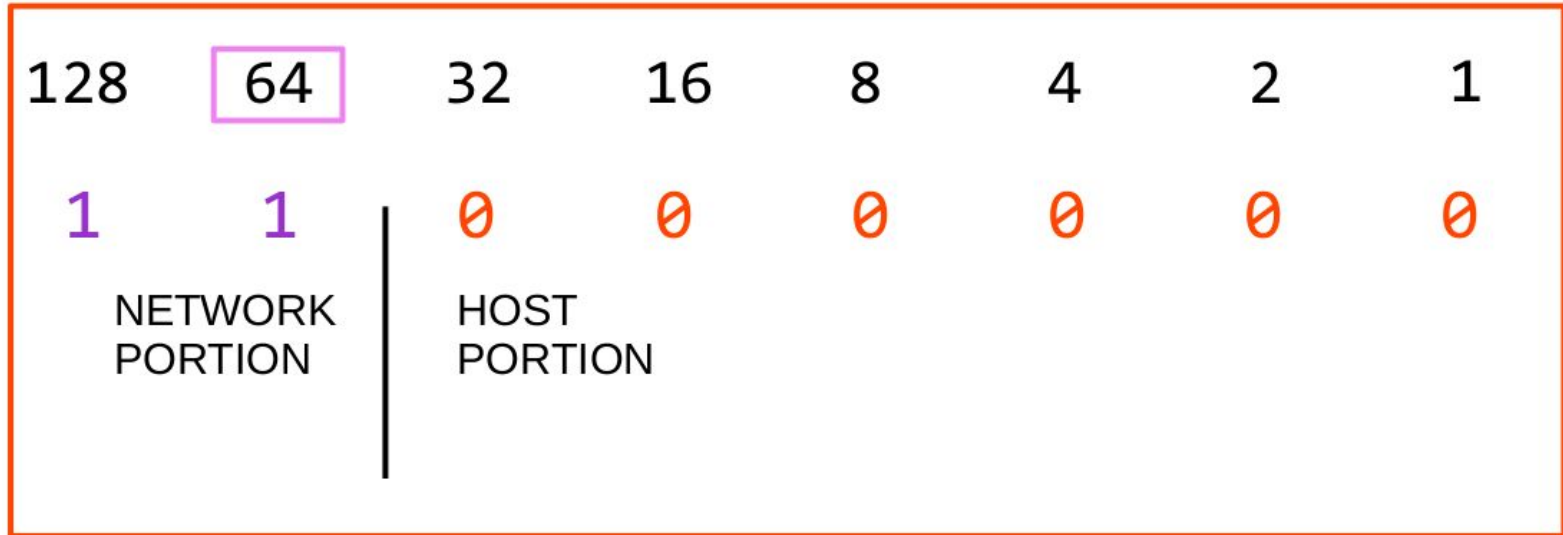 128 64 32 16 8 4 2 1
1 1 0 0 0 0 0 0
NETWORK HOST
PORTION PORTION